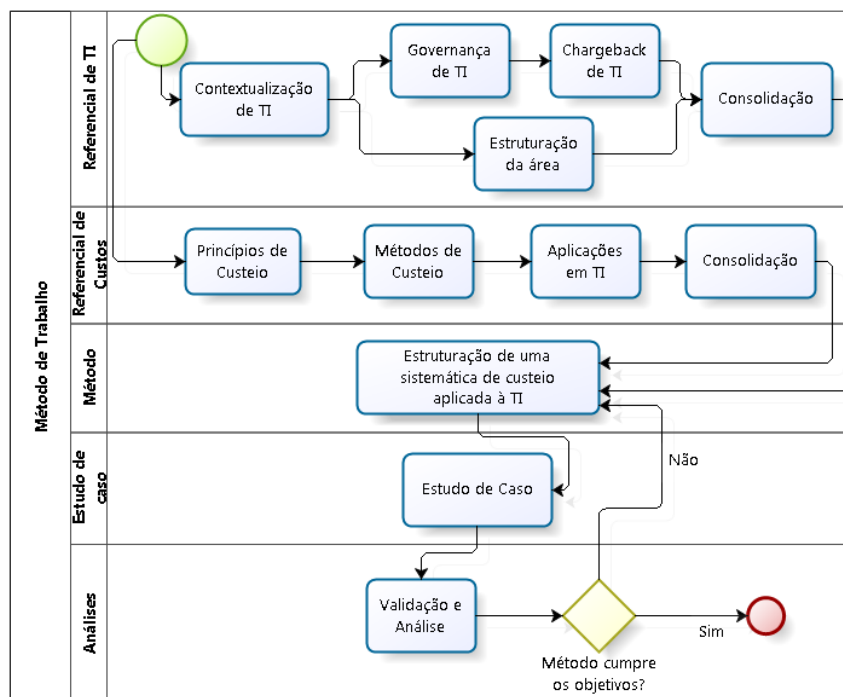 Método de Trabalho
Referencial de TI
Contextualização
de TI
Governança
de TI
Chargeback
de TI
Estruturação
da área
Consolidação
Referencial de
Custos
Princípios de
Custeio
Métodos de
Custeio
Aplicações
em TI
Consolidação
Método
Estruturação de uma
sistemática de custeio
aplicada à TI
Estudo de
caso
Estudo de Caso
Não
Análises
Validação e
Análise
Método cumpre
os objetivos?
Sim